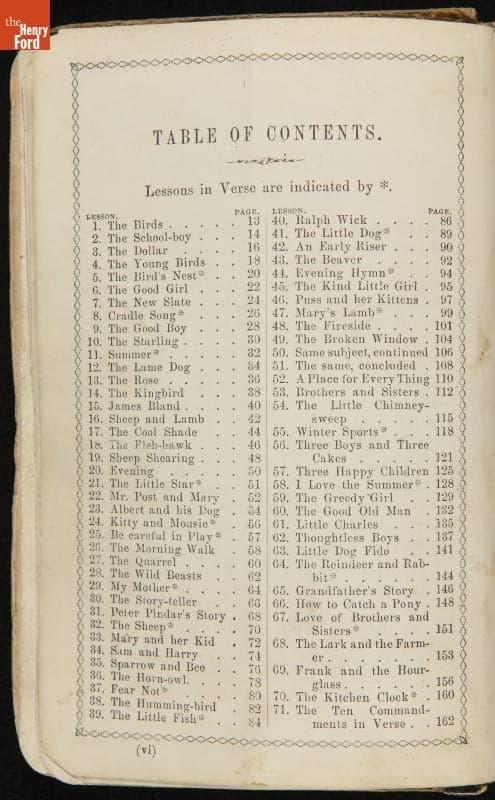 the
Henry
Ford
TABLE OF CONTENTS.
Lessons in Verse are indicated by *.
LESSON. PAGE.
1. The Birds . . . . . 13
2. The School-boy . . . 14
3. The Dollar . . . . 16
4. The Young Birds . . 18
5. The Bird's Nest* . . 20
6. The Good Girl . . . 22
7. The New Slate . . . 24
8. Cradle Song* . . . 26
9. The Good Boy . . . 28
10. The Starling . . . . 30
11. Summer* . . . . . 32
12. The Lame Dog . . . 34
13. The Rose . . . . . 36
14. The Kingbird . . . 38
15. James Bland . . . . 40
16. Sheep and Lamb . . 42
17. The Cool Shade . . 44
18. The Fish-hawk . . . 46
19. Sheep Shearing . . . 48
20. Evening . . . . . 50
21. The Little Star* . . 51
22. Mr. Post and Mary . 52
23. Albert and his Dog . 54
24. Kitty and Mousie* . 56
25. Be careful in Play* . 57
26. The Morning Walk . 58
27. The Quarrel . . . . 60
28. The Wild Beasts . . 62
29. My Mother* . . . . 64
30. The Story-teller . . 66
31. Peter Pindar's Story . 68
32. The Sheep* . . . . 70
33. Mary and her Kid . 72
34. Sam and Harry . . 74
35. Sparrow and Bee . . 76
36. The Horn-owl. . . . 78
37. Fear Not* . . . . 80
38. The Humming-bird . 82
39. The Little Fish* . . 84
LESSON. PAGE.
40. Ralph Wick . . . . 86
41. The Little Dog* . . 89
42. An Early Riser . . . 90
43. The Beaver . . . . 92
44. Evening Hymn* . . 94
45. The Kind Little Girl . 95
46. Puss and her Kittens . 97
47. Mary's Lamb* . . . 99
48. The Fireside . . . . 101
49. The Broken Window . 104
50. Same subject, continued 106
51. The same, concluded . 108
52. A Place for Every Thing 110
53. Brothers and Sisters . 112
54. The Little Chimney-
sweep . . . . . 115
55. Winter Sports* . . . 118
56. Three Boys and Three
Cakes . . . . . 121
57. Three Happy Children 125
58. I Love the Summer* . 128
59. The Greedy Girl . . 129
60. The Good Old Man . 132
61. Little Charles . . . 135
62. Thoughtless Boys . . 137
63. Little Dog Fido . . 141
64. The Reindeer and Rab-
bit* . . . . . . 144
65. Grandfather's Story . 146
66. How to Catch a Pony . 148
67. Love of Brothers and
Sisters* . . . . . 151
68. The Lark and the Farm-
er . . . . . . . 153
69. Frank and the Hour-
glass . . . . . . 156
70. The Kitchen Clock* . 160
71. The Ten Command-
ments in Verse . . 162
(vi)